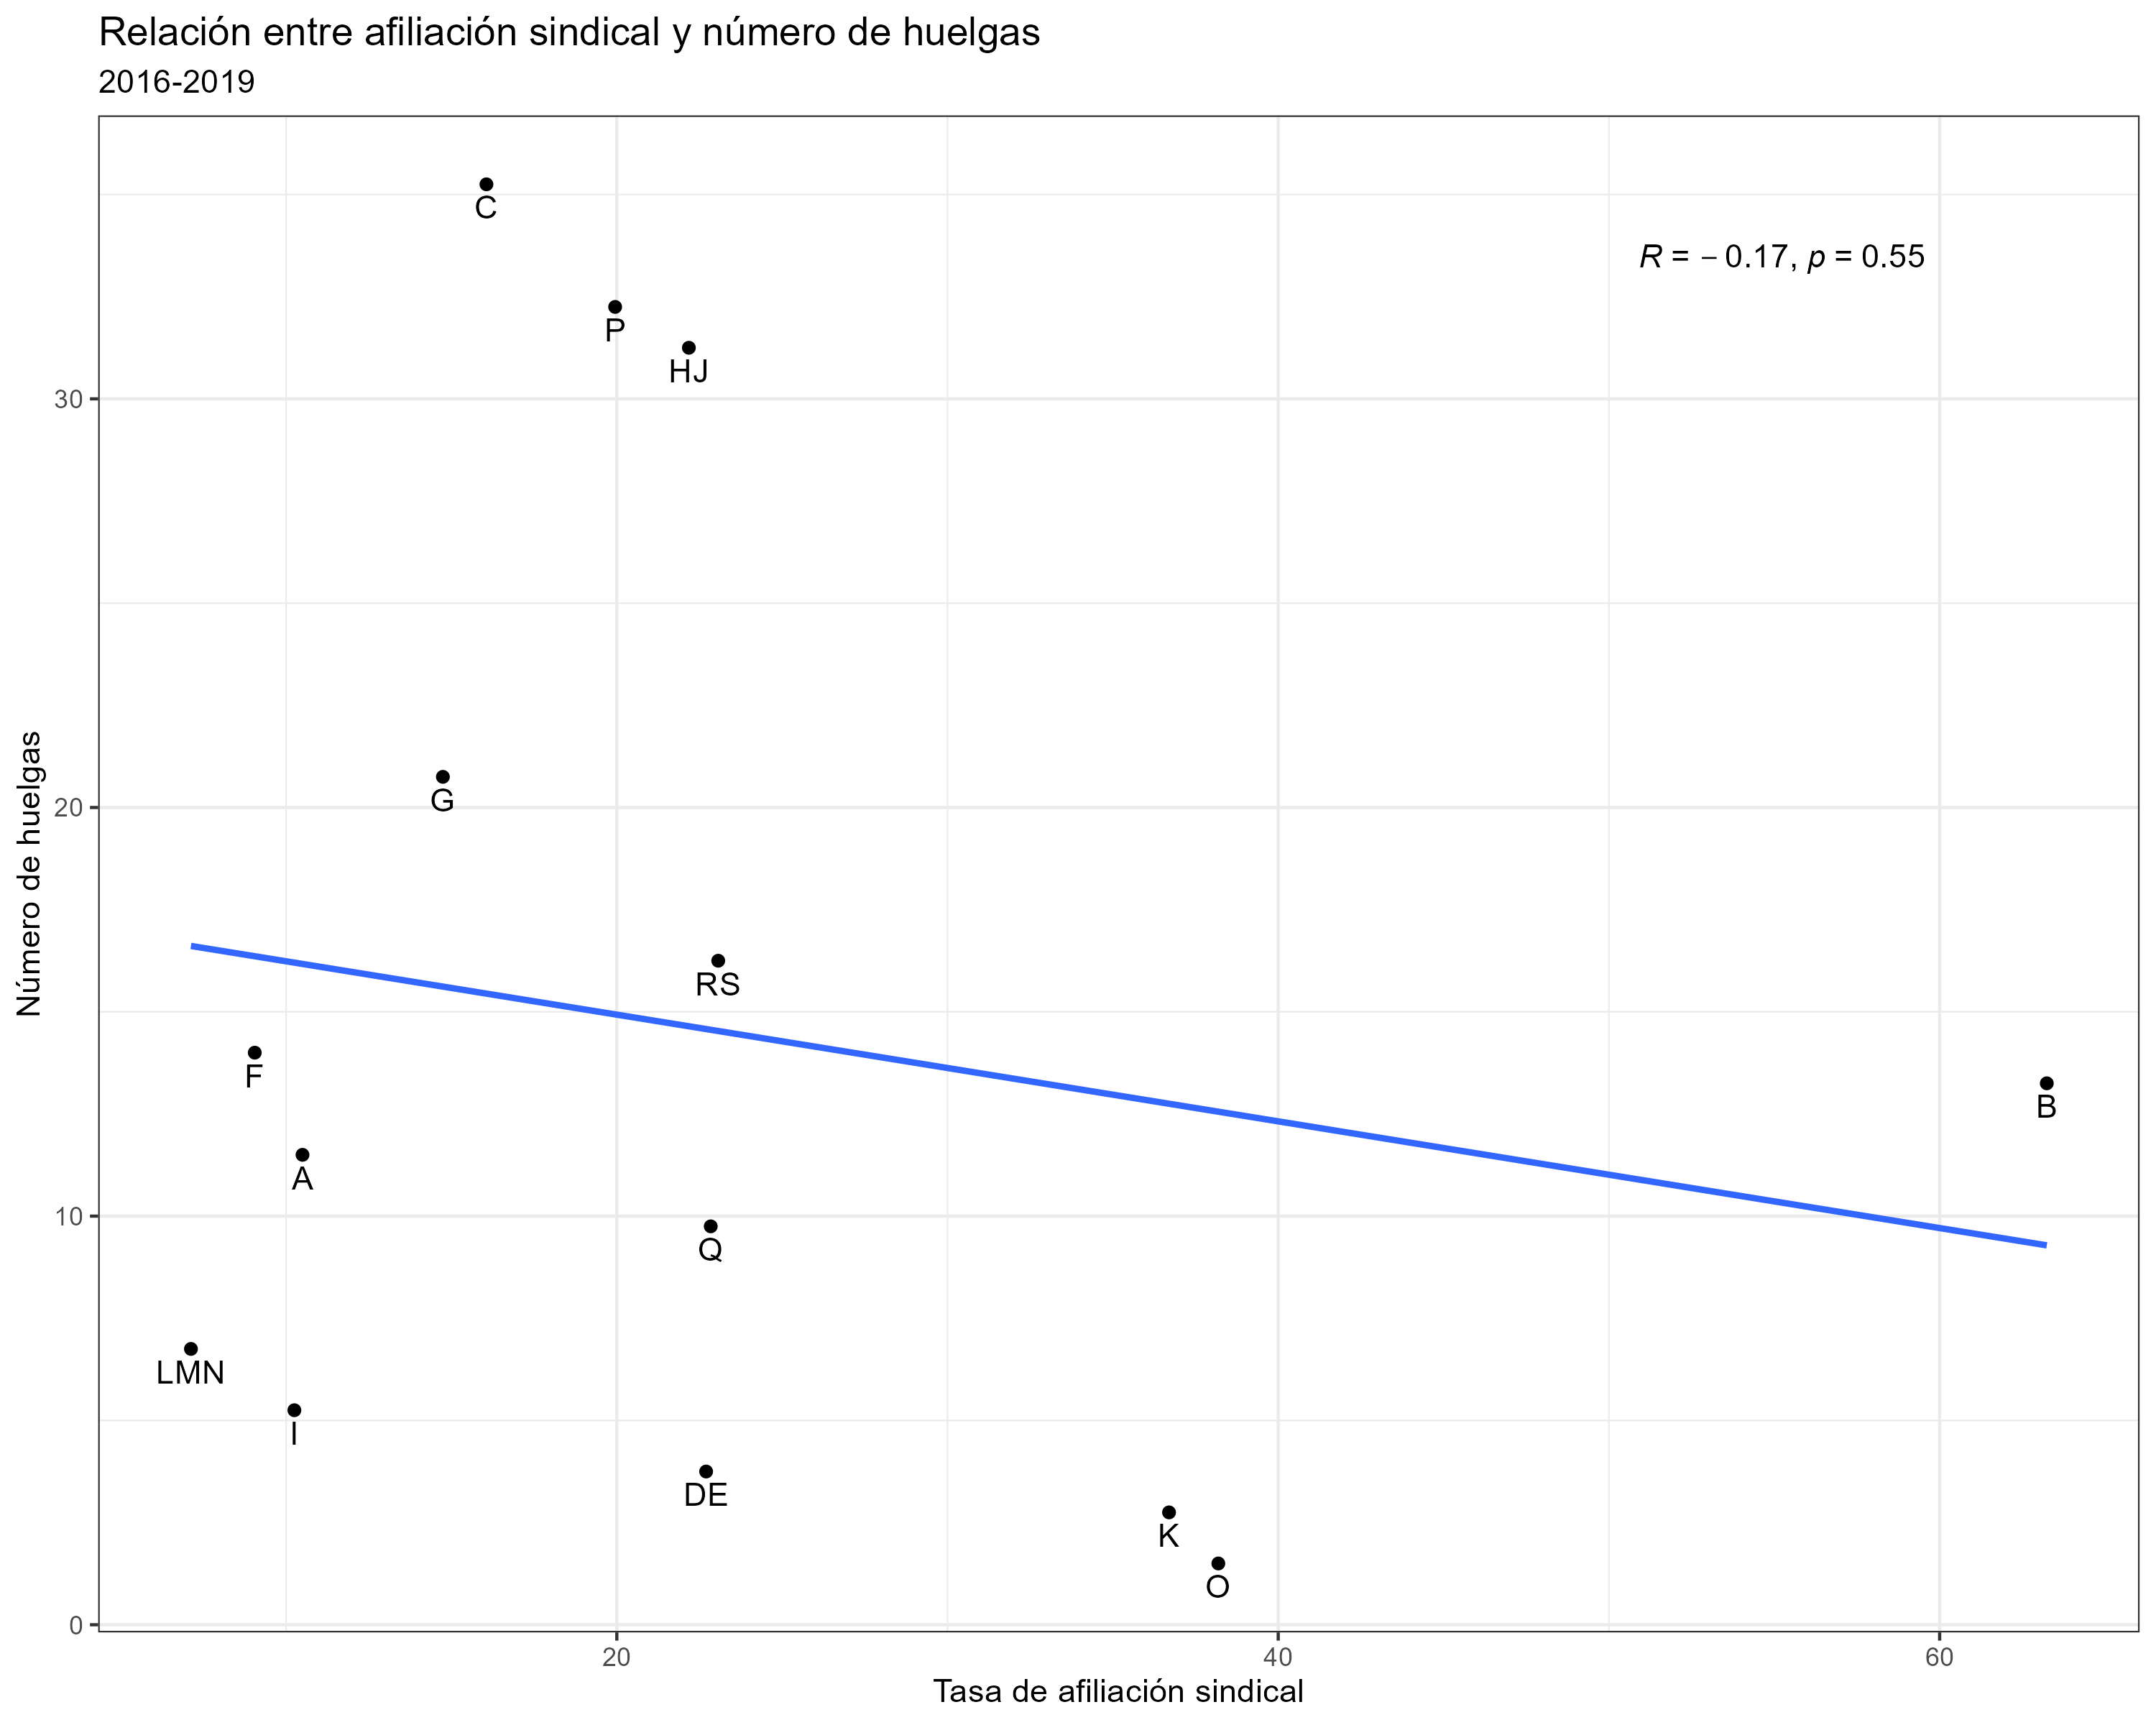 Relación entre afiliación sindical y número de huelgas
2016-2019
C
R = − 0.17, p = 0.55
P
HJ
30
G
20
Número de huelgas
RS
F
B
A
10
Q
LMN
I
DE
K
O
0
20 40 60
Tasa de afiliación sindical